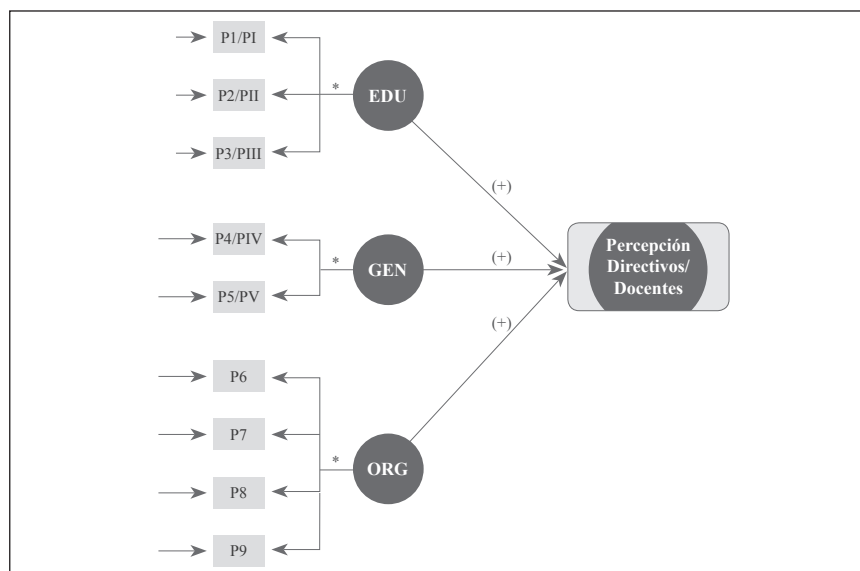 P1/PI
P2/PII
P3/PIII
*
EDU
(+)
P4/PIV
P5/PV
*
GEN
(+)
Percepción
Directivos/
Docentes
(+)
P6
P7
P8
P9
*
ORG